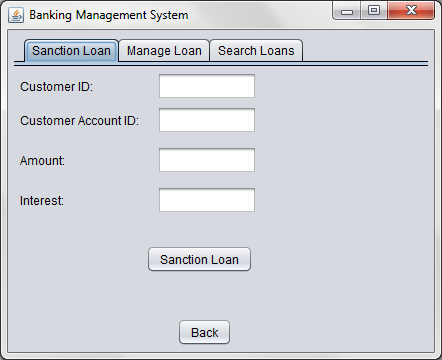 Banking Management System
Sanction Loan Manage Loan Search Loans
Customer ID:
Customer Account ID:
Amount:
Interest:
Sanction Loan
Back